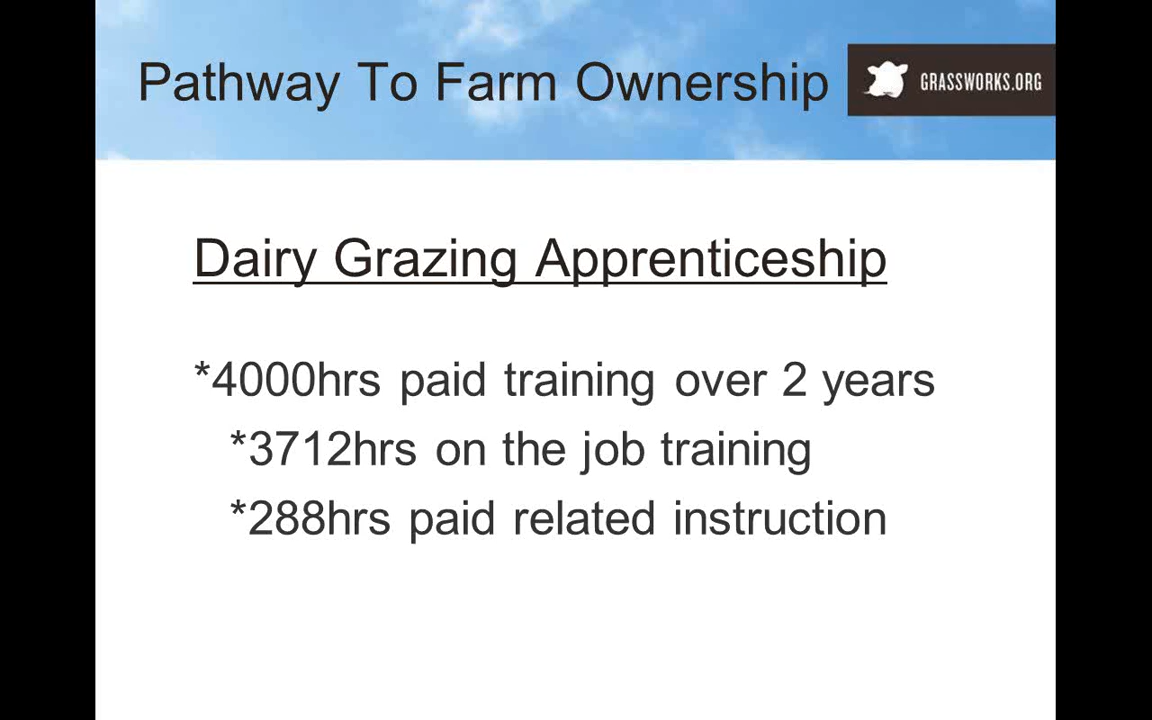 Pathway To Farm Ownership
GRASSWORKS.ORG
Dairy Grazing Apprenticeship
*4000hrs paid training over 2 years
*3712hrs on the job training
*288hrs paid related instruction